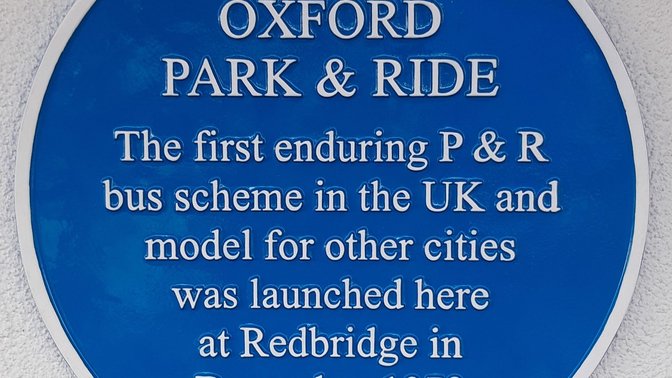 OXFORD
PARK & RIDE
The first enduring P & R
bus scheme in the UK and
model for other cities
was launched here
at Redbridge in